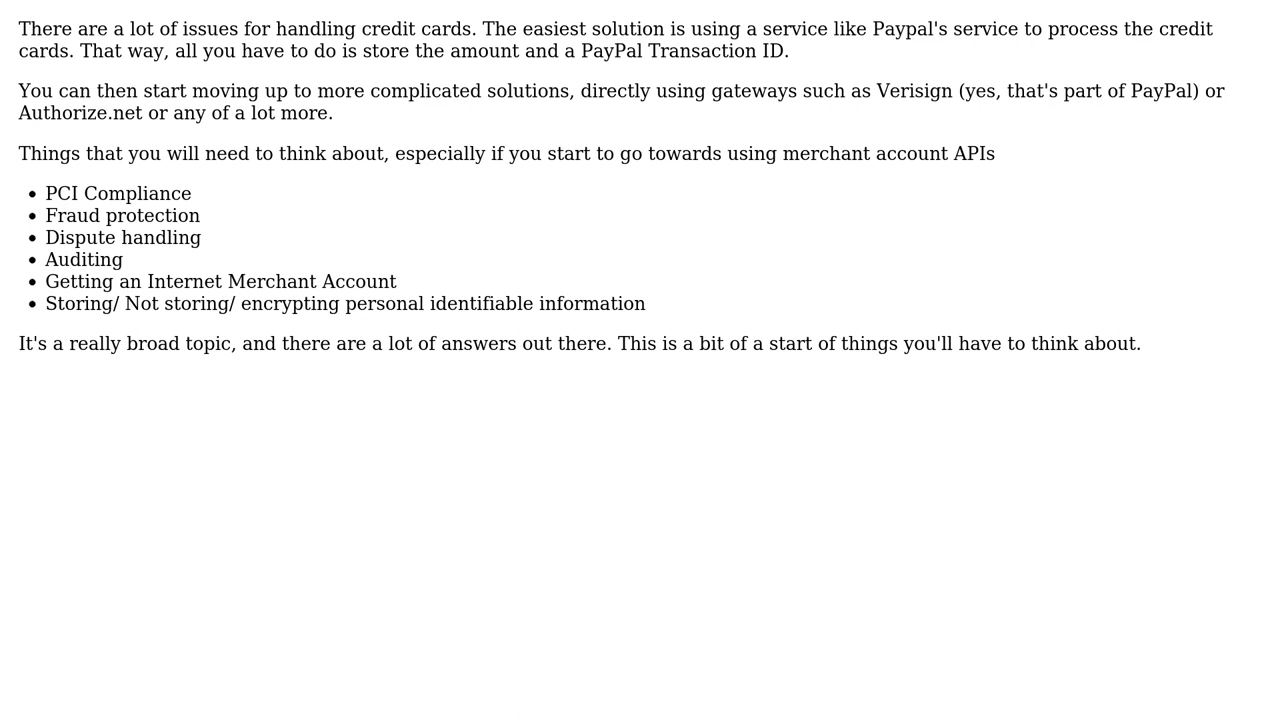 There are a lot of issues for handling credit cards. The easiest solution is using a service like Paypal's service to process the credit
cards. That way, all you have to do is store the amount and a PayPal Transaction ID.
You can then start moving up to more complicated solutions, directly using gateways such as Verisign (yes, that's part of PayPal) or
Authorize.net or any of a lot more.
Things that you will need to think about, especially if you start to go towards using merchant account APIs
• PCI Compliance
• Fraud protection
• Dispute handling
• Auditing
• Getting an Internet Merchant Account
• Storing/ Not storing/ encrypting personal identifiable information
It's a really broad topic, and there are a lot of answers out there. This is a bit of a start of things you'll have to think about.